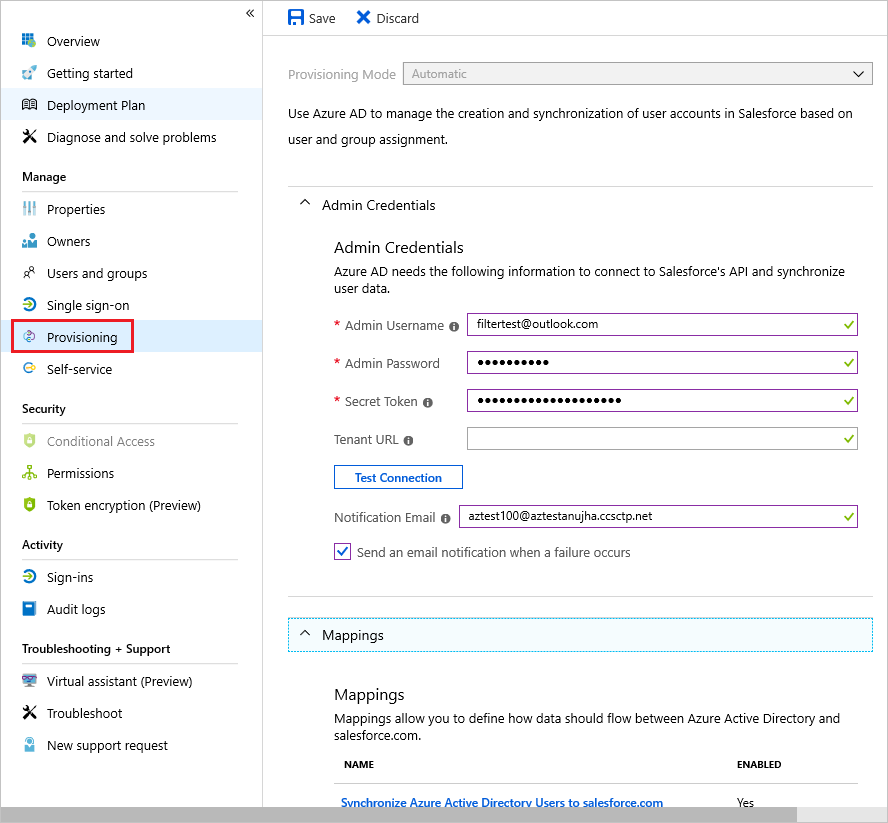 «
Overview
Getting started
Deployment Plan
Diagnose and solve problems
Manage
Properties
Owners
Users and groups
Single sign-on
Provisioning
Self-service
Security
Conditional Access
Permissions
Token encryption (Preview)
Activity
Sign-ins
Audit logs
Troubleshooting + Support
Virtual assistant (Preview)
Troubleshoot
New support request
Save Discard
Provisioning Mode Automatic
Use Azure AD to manage the creation and synchronization of user accounts in Salesforce based on
user and group assignment.
Admin Credentials
Admin Credentials
Azure AD needs the following information to connect to Salesforce's API and synchronize
user data.
* Admin Username filtertest@outlook.com
* Admin Password ••••••••••
* Secret Token ••••••••••••••••••••
Tenant URL
Test Connection
Notification Email aztest100@aztestanujha.ccsctp.net
Send an email notification when a failure occurs
Mappings
Mappings
Mappings allow you to define how data should flow between Azure Active Directory and
salesforce.com.
NAME ENABLED
Synchronize Azure Active Directory Users to salesforce.com Yes